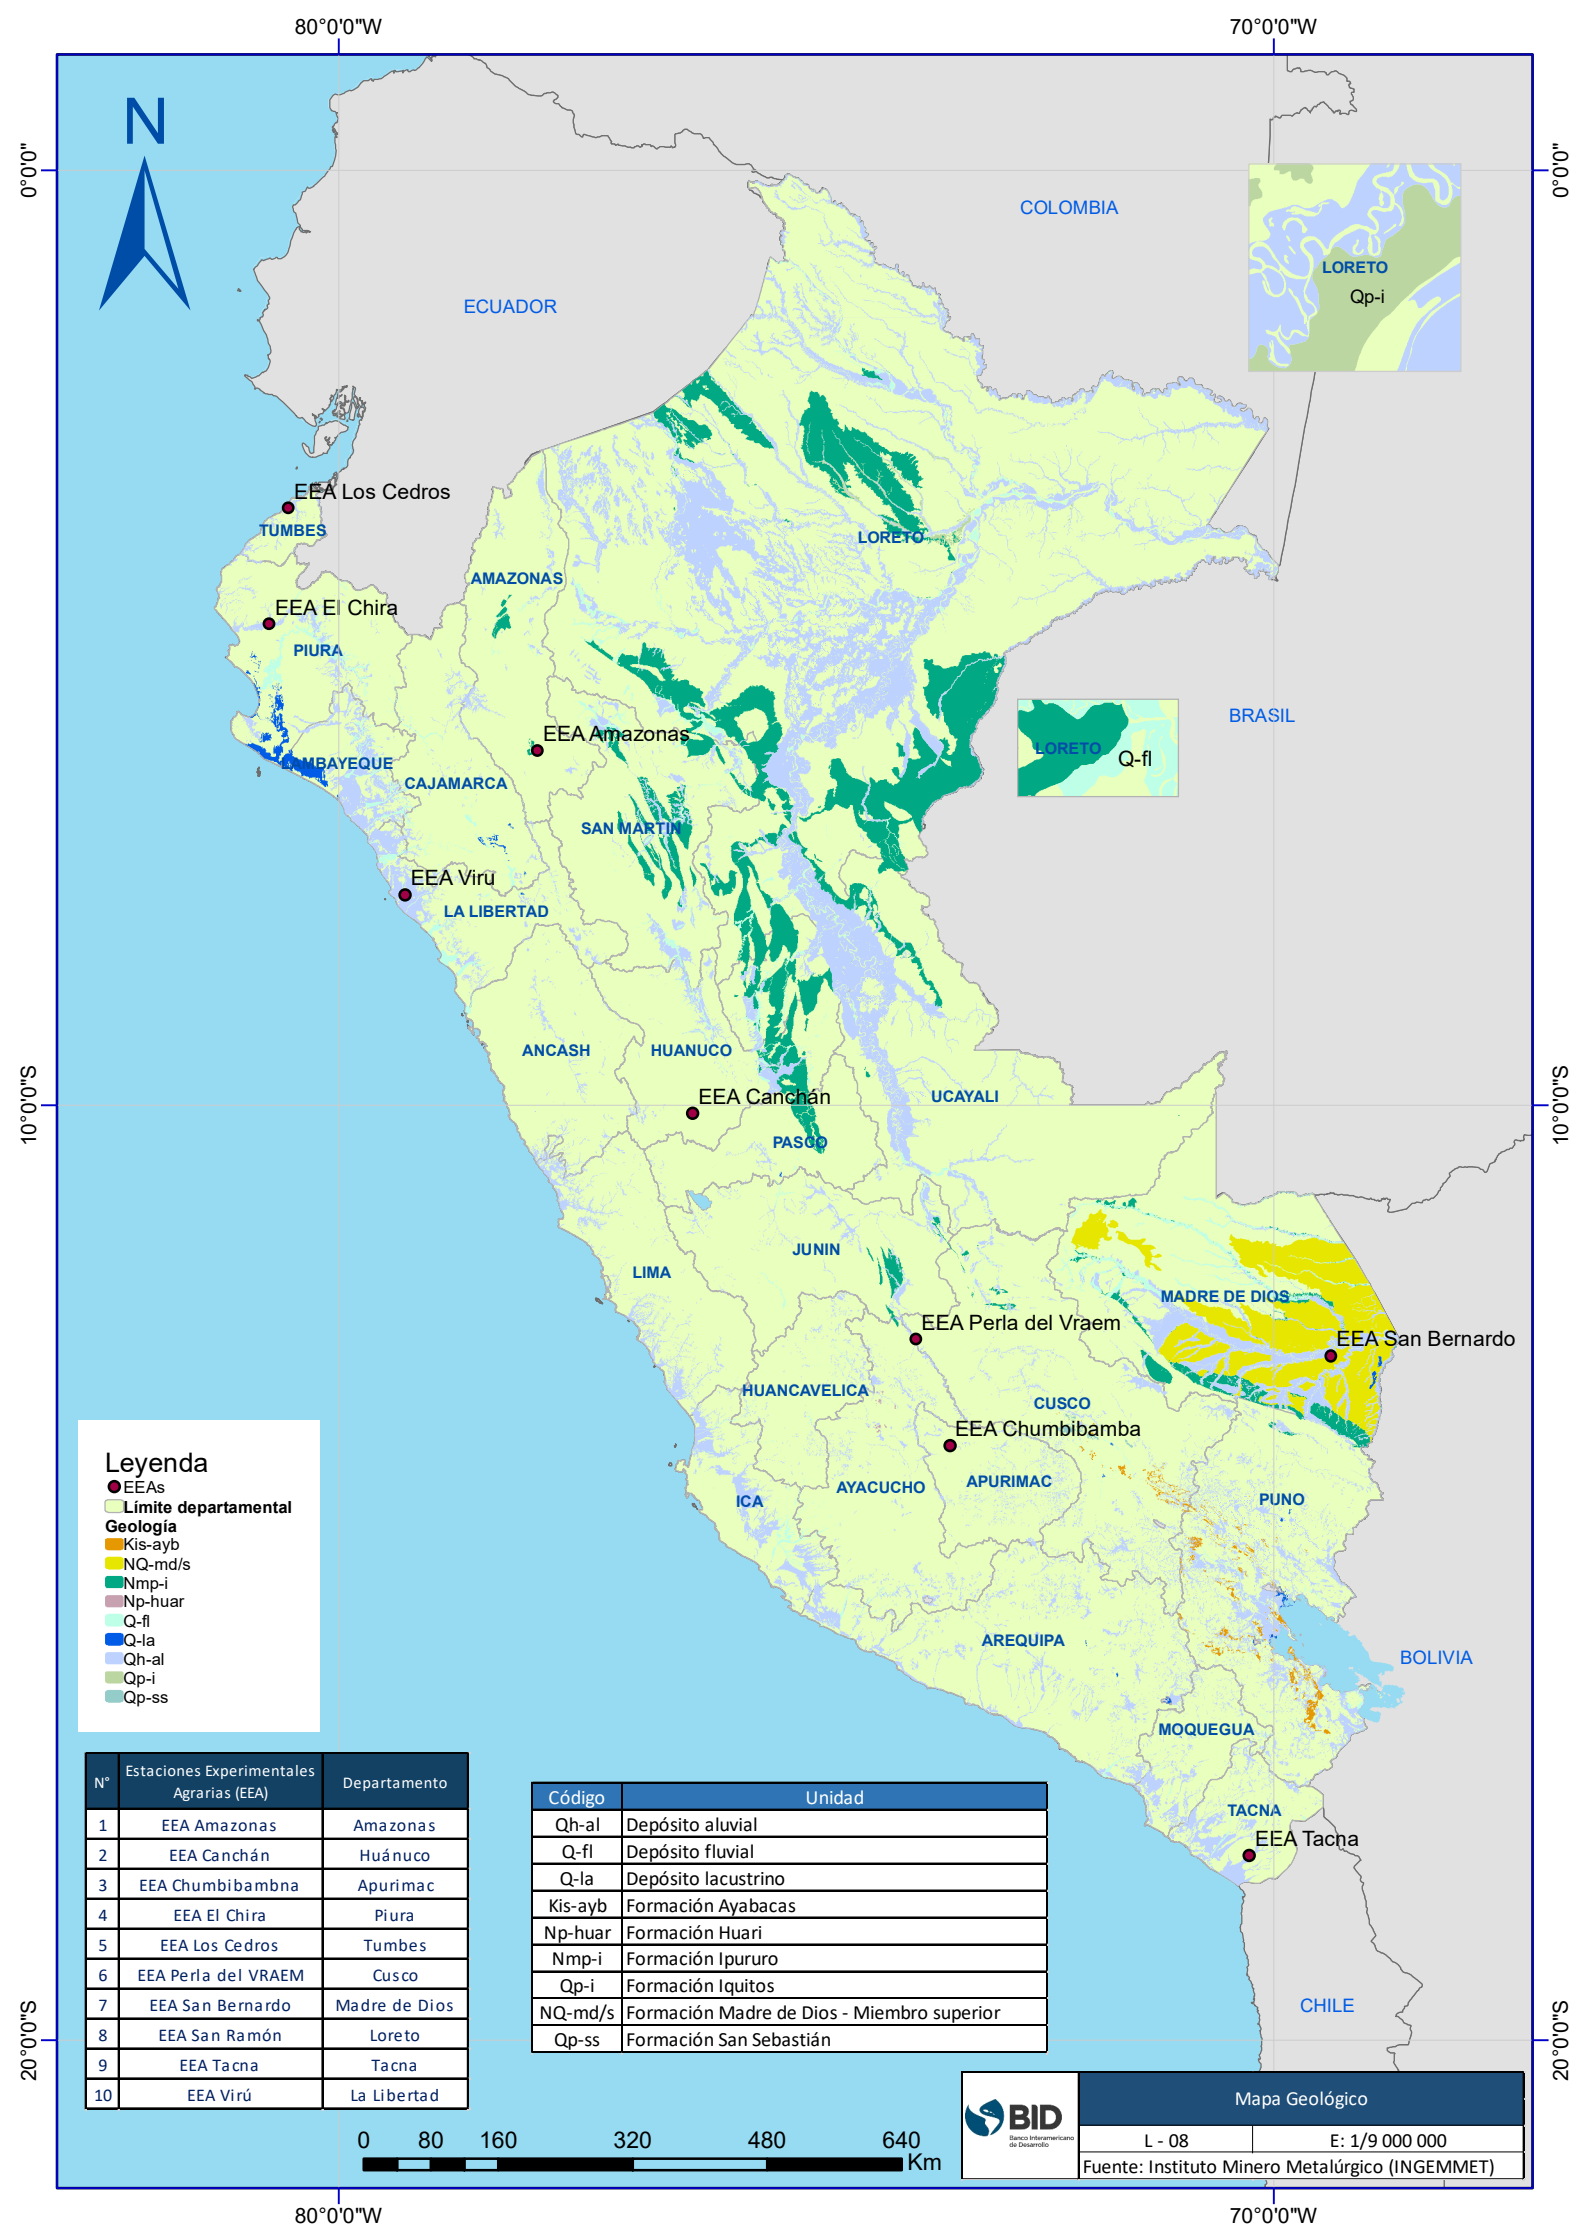 80°0'0"W
70°0'0"W
0°0'0"
0°0'0"
N
COLOMBIA
ECUADOR
LORETO
Qp-i
EEA Los Cedros
TUMBES
LORETO
AMAZONAS
EEA El Chira
PIURA
BRASIL
EEA Amazonas
LORETO
Q-fl
LAMBAYEQUE
CAJAMARCA
SAN MARTIN
EEA Viru
LA LIBERTAD
ANCASH
HUANUCO
EEA Canchán
UCAYALI
10°0'0"S
10°0'0"S
PASCO
JUNIN
LIMA
MADRE DE DIOS
EEA Perla del Vraem
EEA San Bernardo
HUANCAVELICA
CUSCO
EEA Chumbibamba
AYACUCHO
APURIMAC
ICA
PUNO
AREQUIPA
BOLIVIA
MOQUEGUA
TACNA
EEA Tacna
CHILE
20°0'0"S
20°0'0"S
Leyenda
EEAs
Límite departamental
Geología
Kis-ayb
NQ-md/s
Nmp-i
Np-huar
Q-fl
Q-la
Qh-al
Qp-i
Qp-ss
N° Estaciones Experimentales Agrarias (EEA) Departamento
1 EEA Amazonas Amazonas
2 EEA Canchán Huánuco
3 EEA Chumbibambna Apurimac
4 EEA El Chira Piura
5 EEA Los Cedros Tumbes
6 EEA Perla del VRAEM Cusco
7 EEA San Bernardo Madre de Dios
8 EEA San Ramón Loreto
9 EEA Tacna Tacna
10 EEA Virú La Libertad
Código Unidad
Qh-al Depósito aluvial
Q-fl Depósito fluvial
Q-la Depósito lacustrino
Kis-ayb Formación Ayabacas
Np-huar Formación Huari
Nmp-i Formación Ipururo
Qp-i Formación Iquitos
NQ-md/s Formación Madre de Dios - Miembro superior
Qp-ss Formación San Sebastián
0 80 160 320 480 640
Km
BID
Banco Interamericano
de Desarrollo
Mapa Geológico
L - 08 E: 1/9 000 000
Fuente: Instituto Minero Metalúrgico (INGEMMET)
80°0'0"W
70°0'0"W